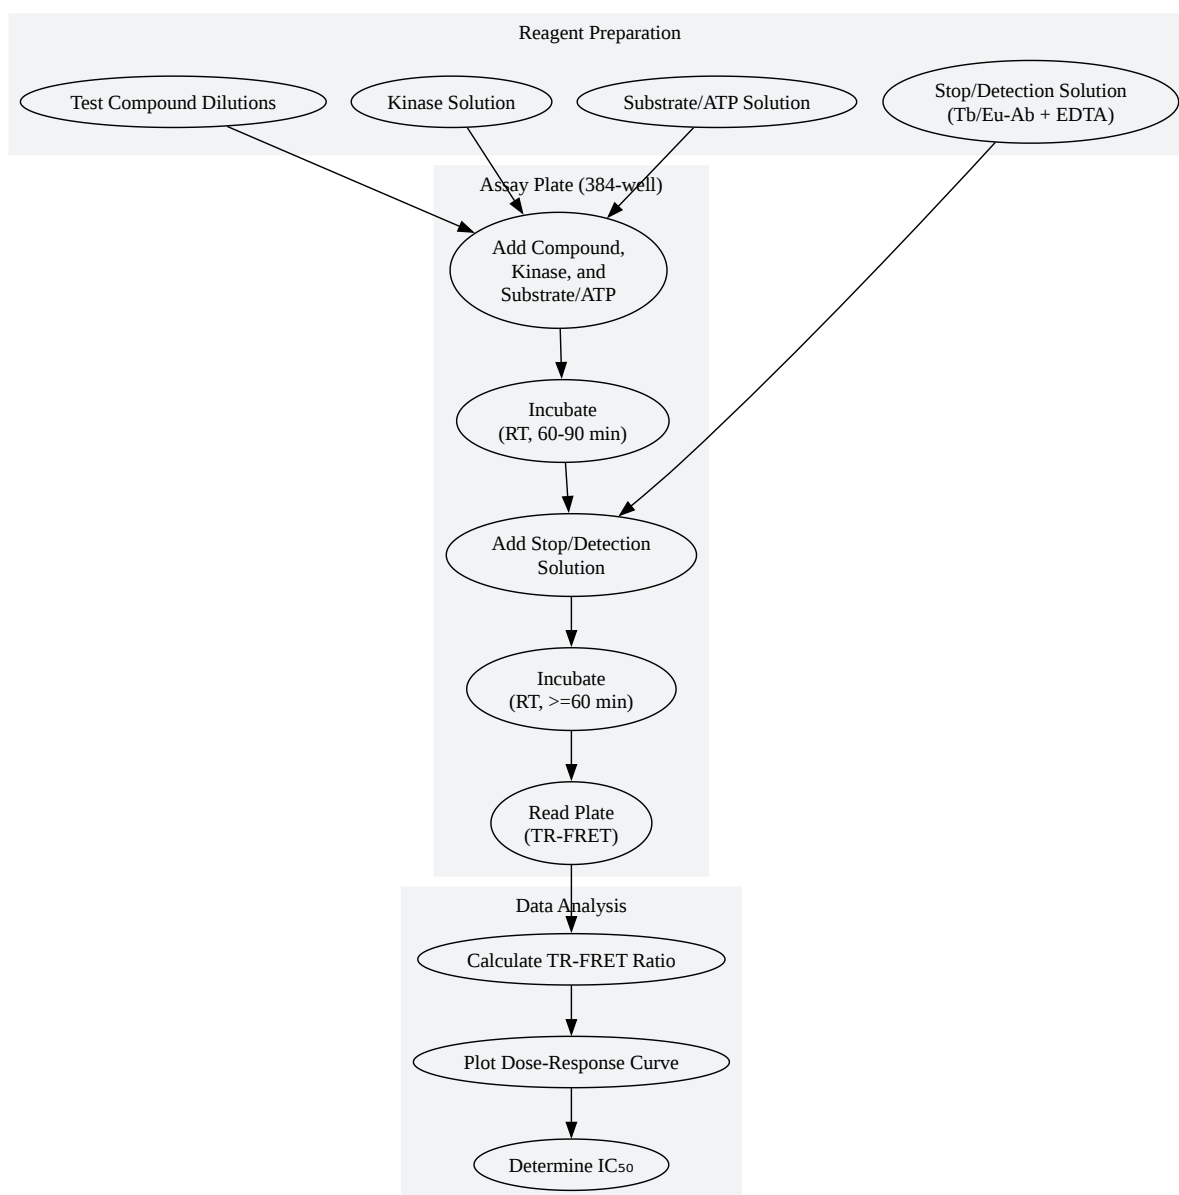 Reagent Preparation
Test Compound Dilutions
Kinase Solution
Substrate/ATP Solution
Stop/Detection Solution
(Tb/Eu-Ab + EDTA)
Assay Plate (384-well)
Add Compound,
Kinase, and
Substrate/ATP
Incubate
(RT, 60-90 min)
Add Stop/Detection
Solution
Incubate
(RT, >=60 min)
Read Plate
(TR-FRET)
Data Analysis
Calculate TR-FRET Ratio
Plot Dose-Response Curve
Determine IC₅₀